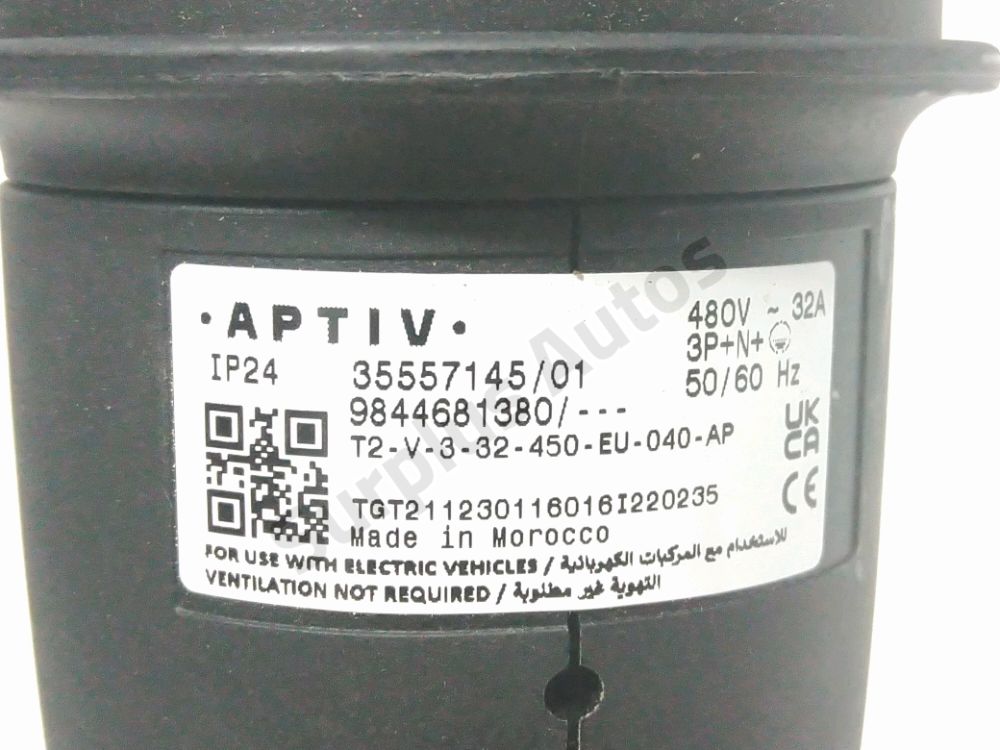 ·APTIV·
480V ~ 32A
3P+N+
50/60 Hz
IP24 35557145/01
9844681380/---
T2-V-3-32-450-EU-040-AP
UK
CA
TGT211230116016I220235
CE
Made in Morocco
FOR USE WITH ELECTRIC VEHICLES / للاستخدام مع المركبات الكهربائية
VENTILATION NOT REQUIRED / التهوية غير مطلوبة
Surplus Autos